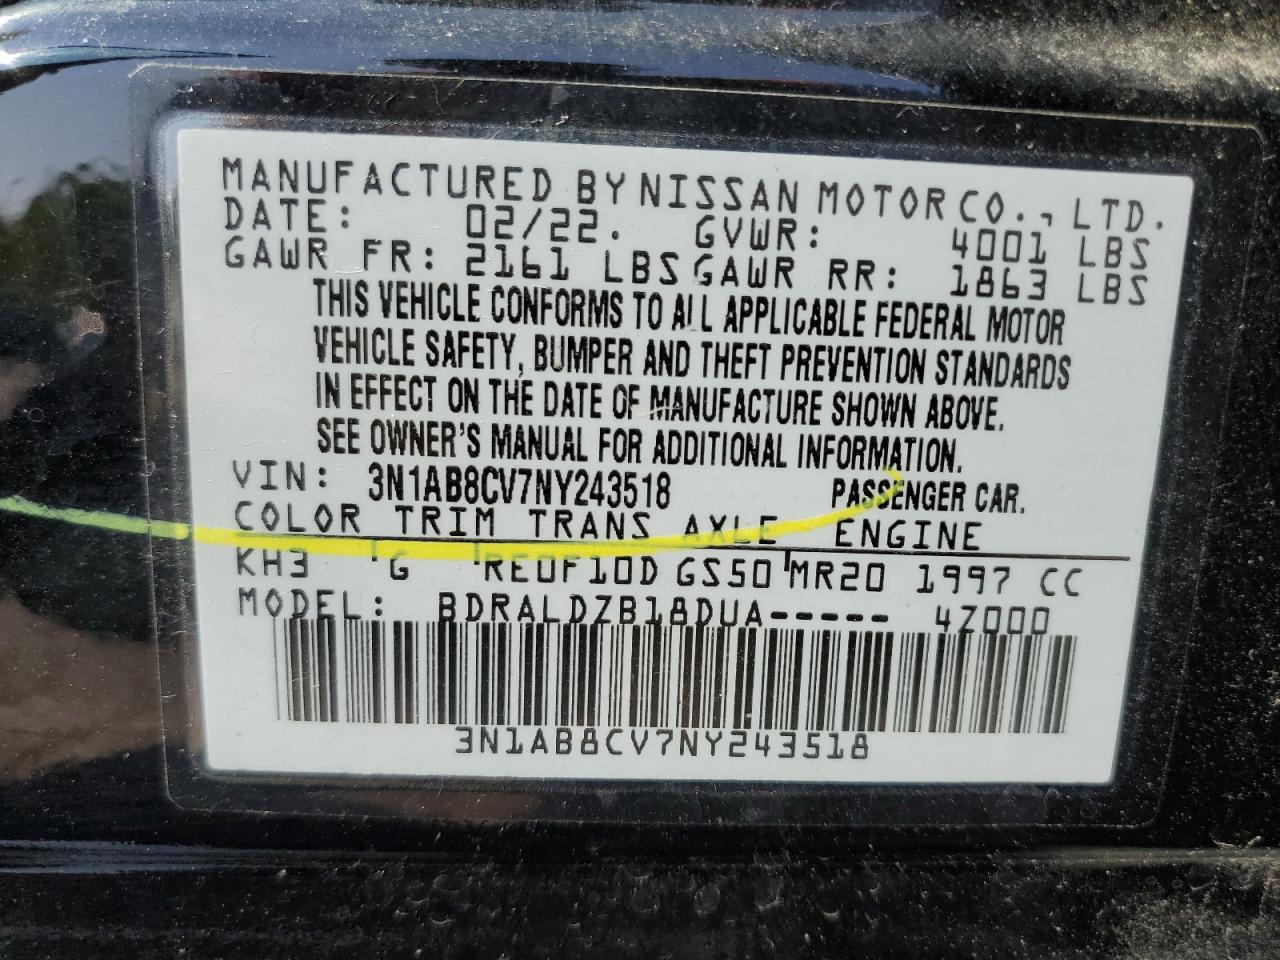 MANUFACTURED BY NISSAN MOTOR CO., LTD.
DATE: 02/22. GVWR: 4001 LBS
GAWR FR: 2161 LBS GAWR RR: 1863 LBS
THIS VEHICLE CONFORMS TO ALL APPLICABLE FEDERAL MOTOR
VEHICLE SAFETY, BUMPER AND THEFT PREVENTION STANDARDS
IN EFFECT ON THE DATE OF MANUFACTURE SHOWN ABOVE.
SEE OWNER'S MANUAL FOR ADDITIONAL INFORMATION.
VIN: 3N1AB8CV7NY243518 PASSENGER CAR.
COLOR TRIM TRANS AXLE ENGINE
KH3 G RE0F10D GS50 MR20 1997 CC
MODEL: BDRALDZB18DUA----- 4Z000
3N1AB8CV7NY243518